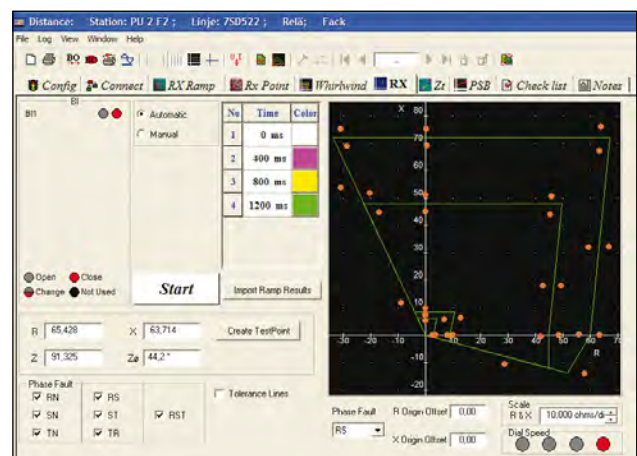 Distance: Station: PU 2 F2 ; Linje: 7SD522 ; Relä; Fack
File Log View Window Help
Config Connect RX Ramp Rx Point Whirlwind RX Zt PSB Check list Notes
BI
BI1
Automatic
Manual
No Time Color
1 0 ms
2 400 ms
3 800 ms
4 1200 ms
Open Close
Change Not Used
Start
Import Ramp Results
R 65,428 X 63,714 Create TestPoint
Z 91,325 Zø 44,2 °
Phase Fault
RN RS
SN ST RST
TN TR
Tolerance Lines
X
80
70
60
50
40
30
20
10
-30 -20 -10 10 20 30 40 50 60
R
-10
-20
Phase Fault
RS
R Origin Offset 0,00
X Origin Offset 0,00
Scale
R & X 10,000 ohms/di
Dial Speed